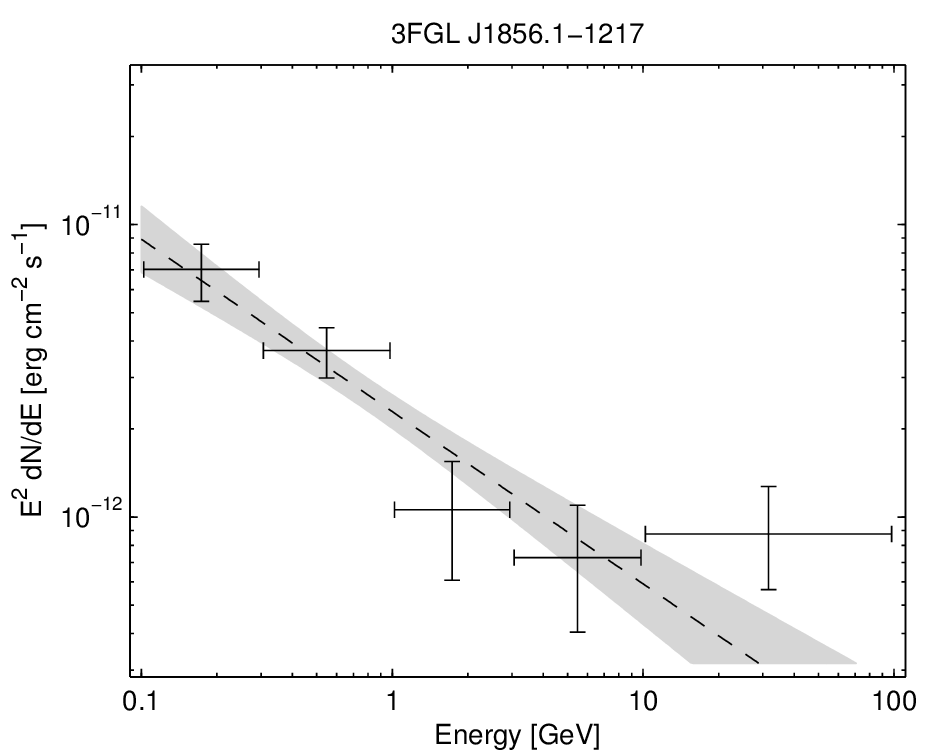 3FGL J1856.1−1217
10⁻¹¹
10⁻¹²
E² dN/dE [erg cm⁻² s⁻¹]
0.1 1 10 100
Energy [GeV]